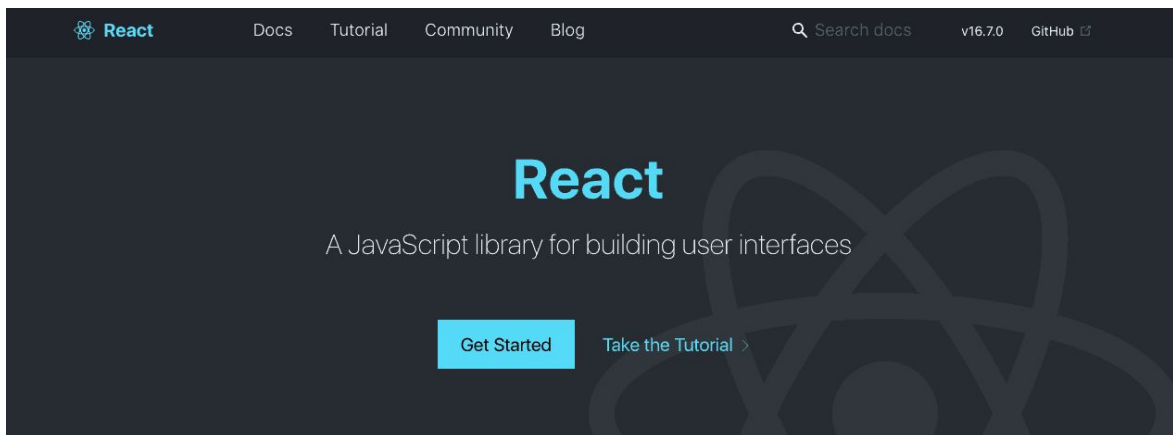 React Docs Tutorial Community Blog Search docs v16.7.0 GitHub
React
A JavaScript library for building user interfaces
Get Started Take the Tutorial >